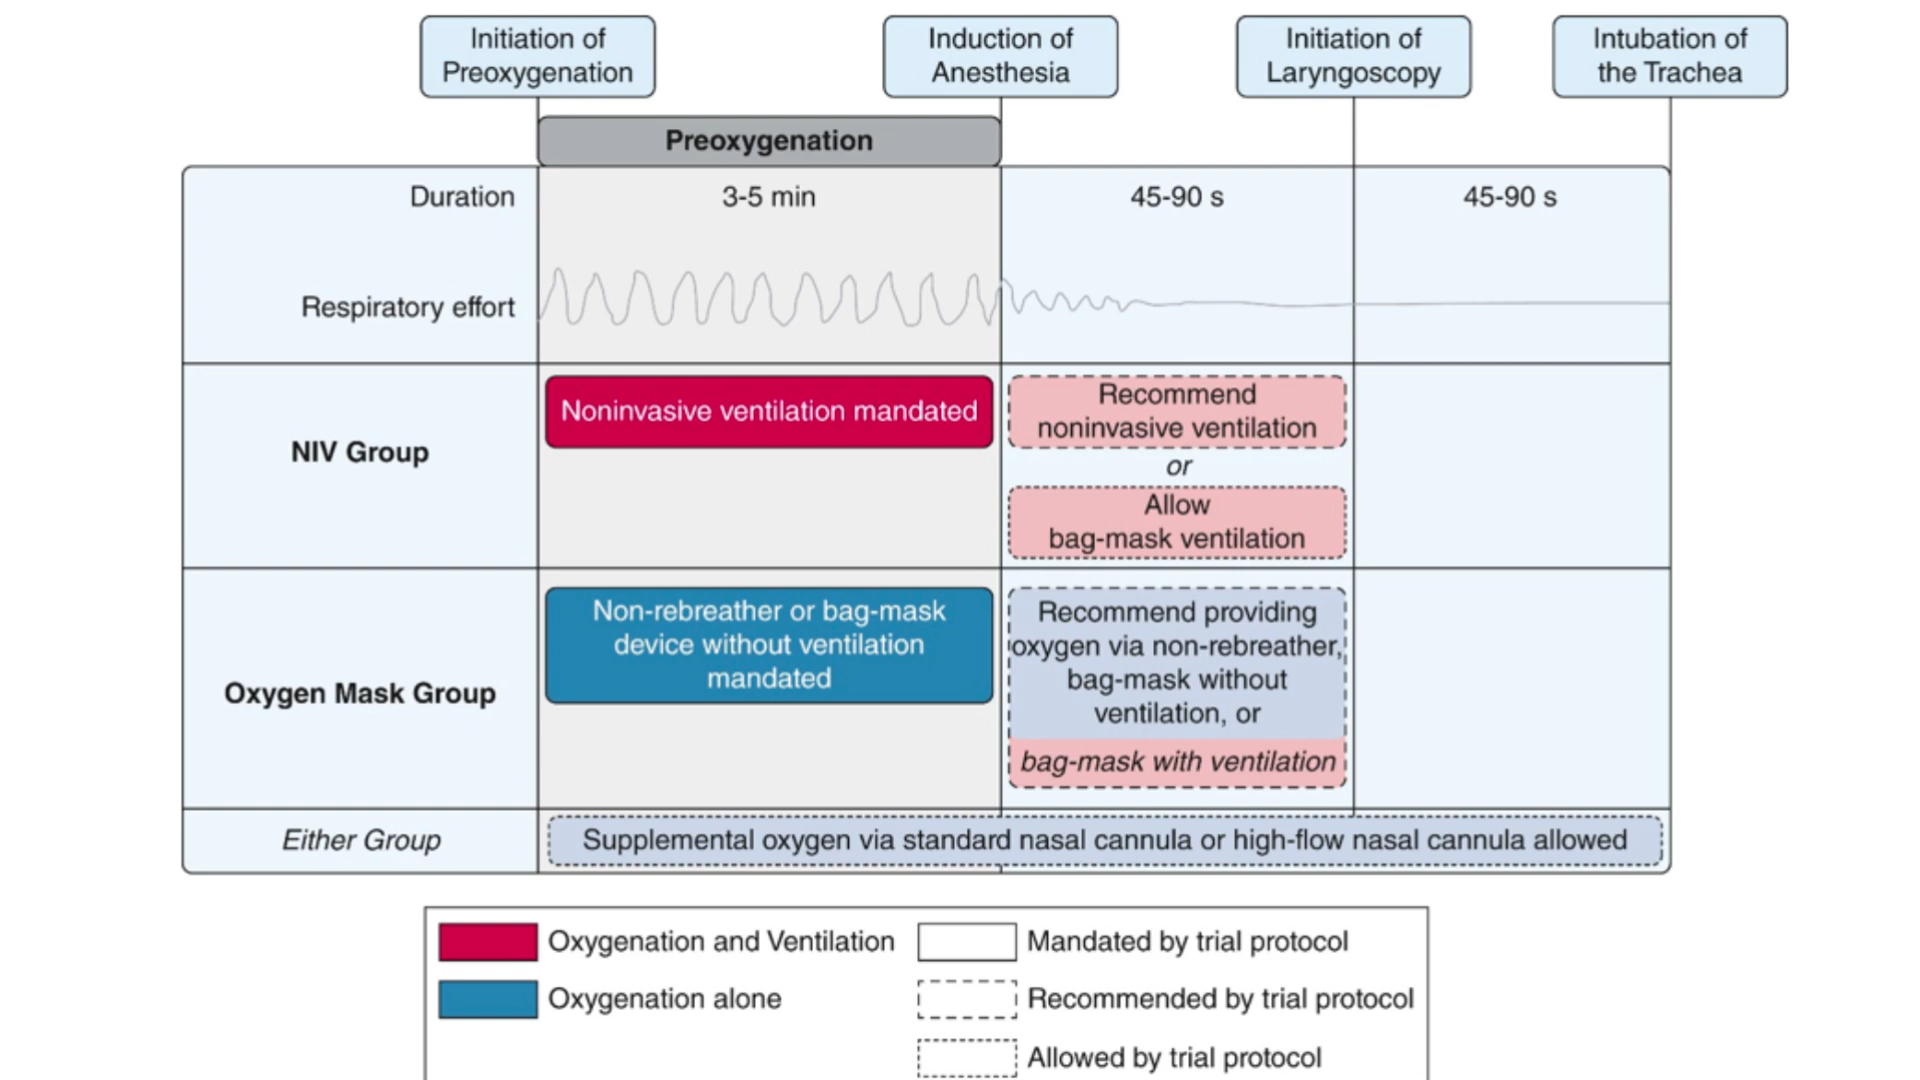 Initiation of
Preoxygenation
Induction of
Anesthesia
Initiation of
Laryngoscopy
Intubation of
the Trachea
Preoxygenation
Duration
3-5 min
45-90 s
45-90 s
Respiratory effort
NIV Group
Noninvasive ventilation mandated
Recommend
noninvasive ventilation
or
Allow
bag-mask ventilation
Oxygen Mask Group
Non-rebreather or bag-mask
device without ventilation
mandated
Recommend providing
oxygen via non-rebreather,
bag-mask without
ventilation, or
bag-mask with ventilation
Either Group
Supplemental oxygen via standard nasal cannula or high-flow nasal cannula allowed
Oxygenation and Ventilation
Oxygenation alone
Mandated by trial protocol
Recommended by trial protocol
Allowed by trial protocol